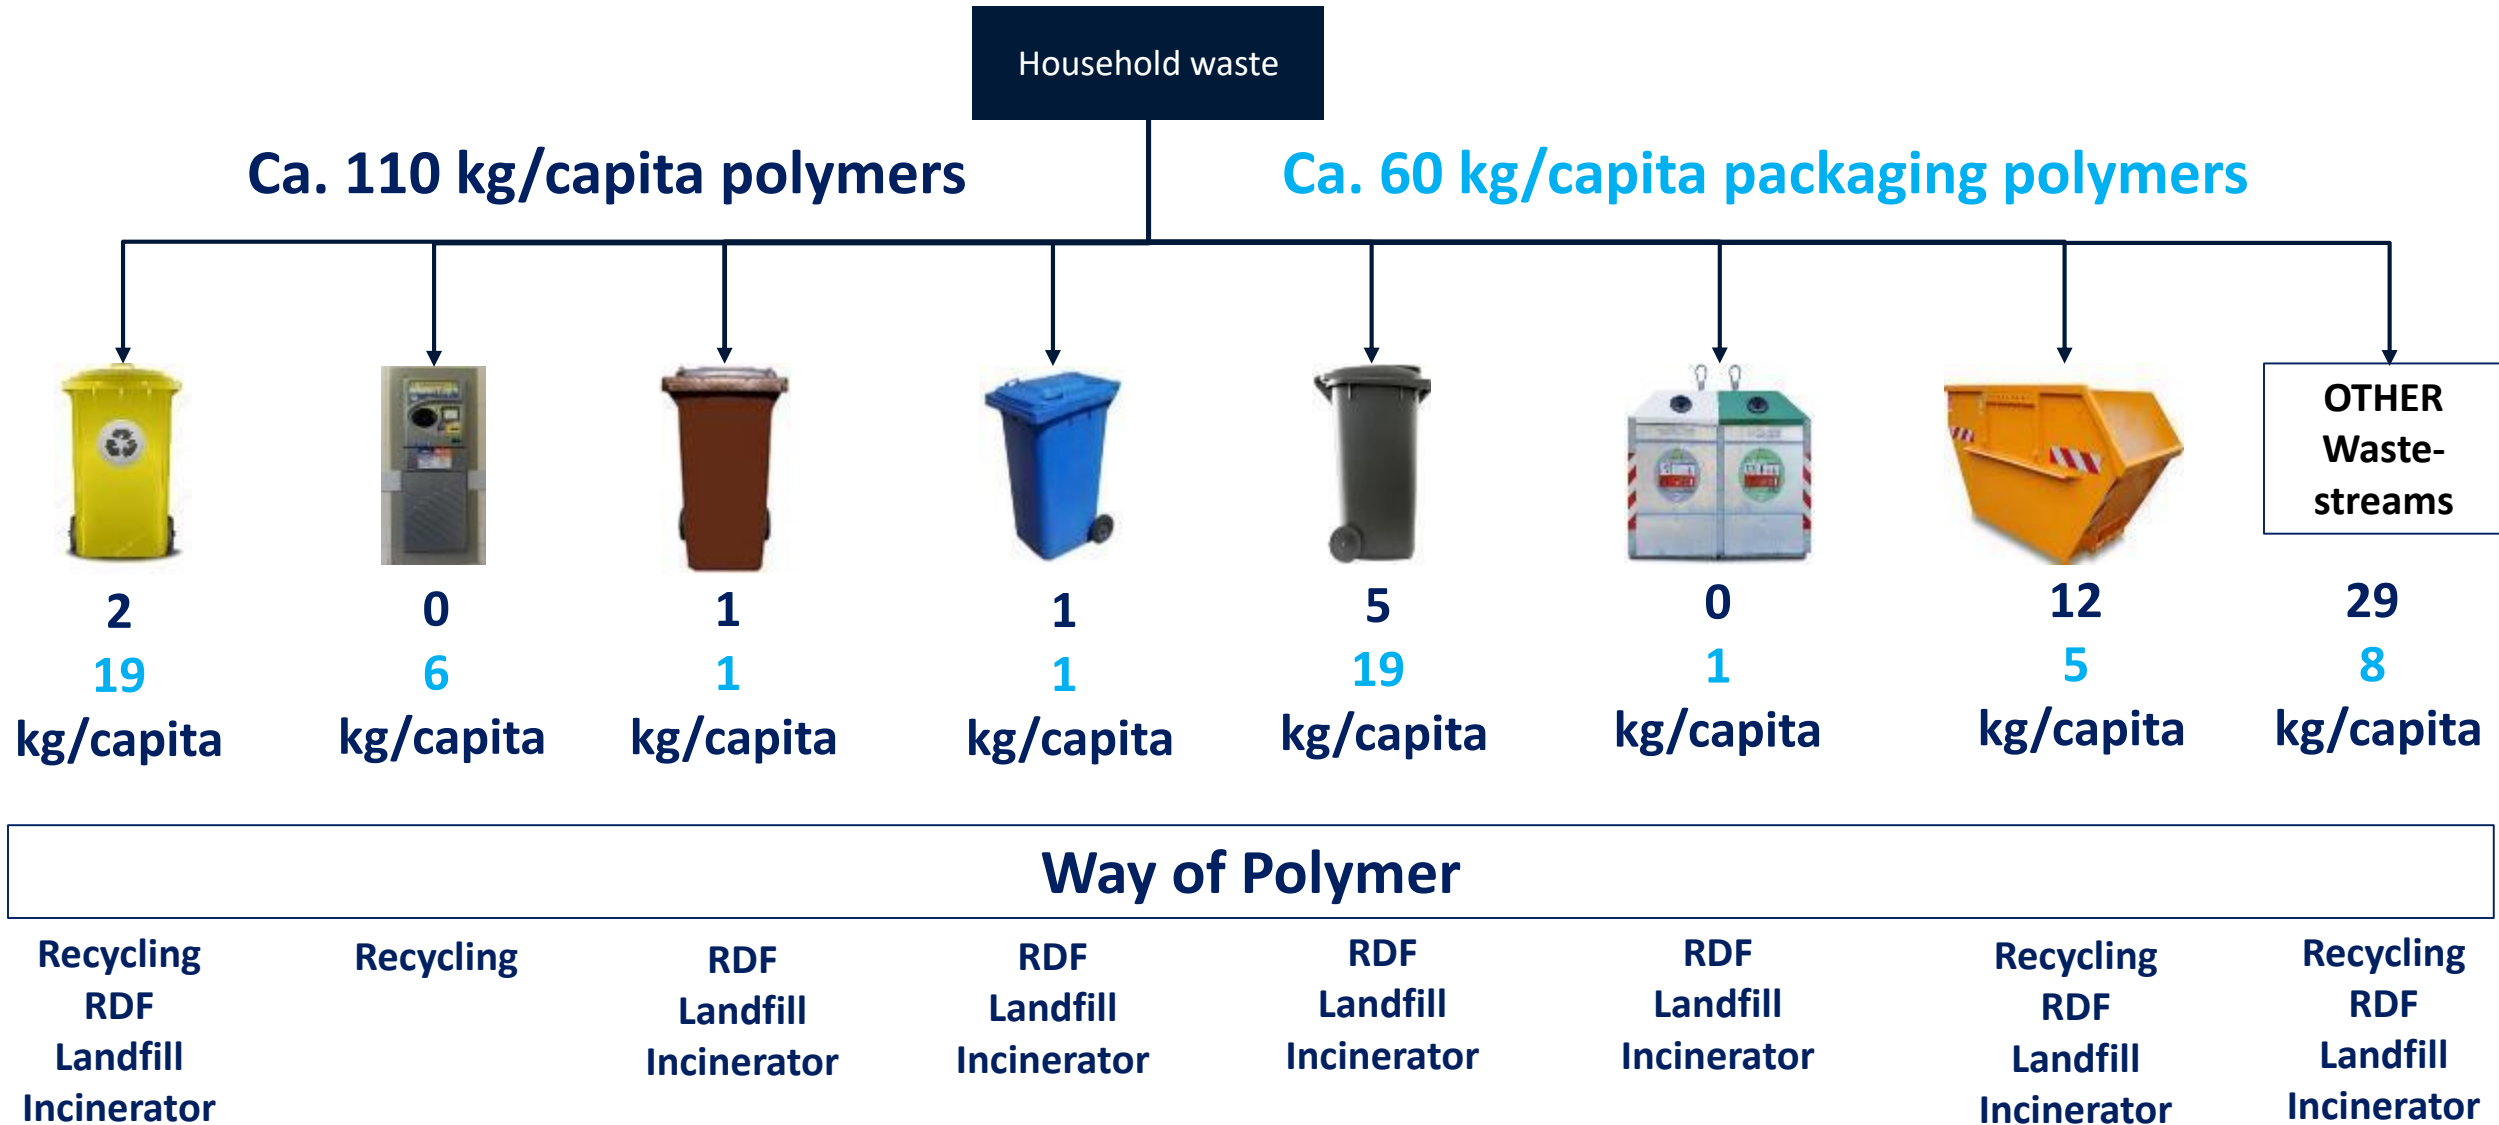 Household waste
Ca. 110 kg/capita polymers
Ca. 60 kg/capita packaging polymers
OTHER
Waste-
streams
2
19
kg/capita
0
6
kg/capita
1
1
kg/capita
1
1
kg/capita
5
19
kg/capita
0
1
kg/capita
12
5
kg/capita
29
8
kg/capita
Way of Polymer
Recycling
RDF
Landfill
Incinerator
Recycling
RDF
Landfill
Incinerator
RDF
Landfill
Incinerator
RDF
Landfill
Incinerator
RDF
Landfill
Incinerator
Recycling
RDF
Landfill
Incinerator
Recycling
RDF
Landfill
Incinerator